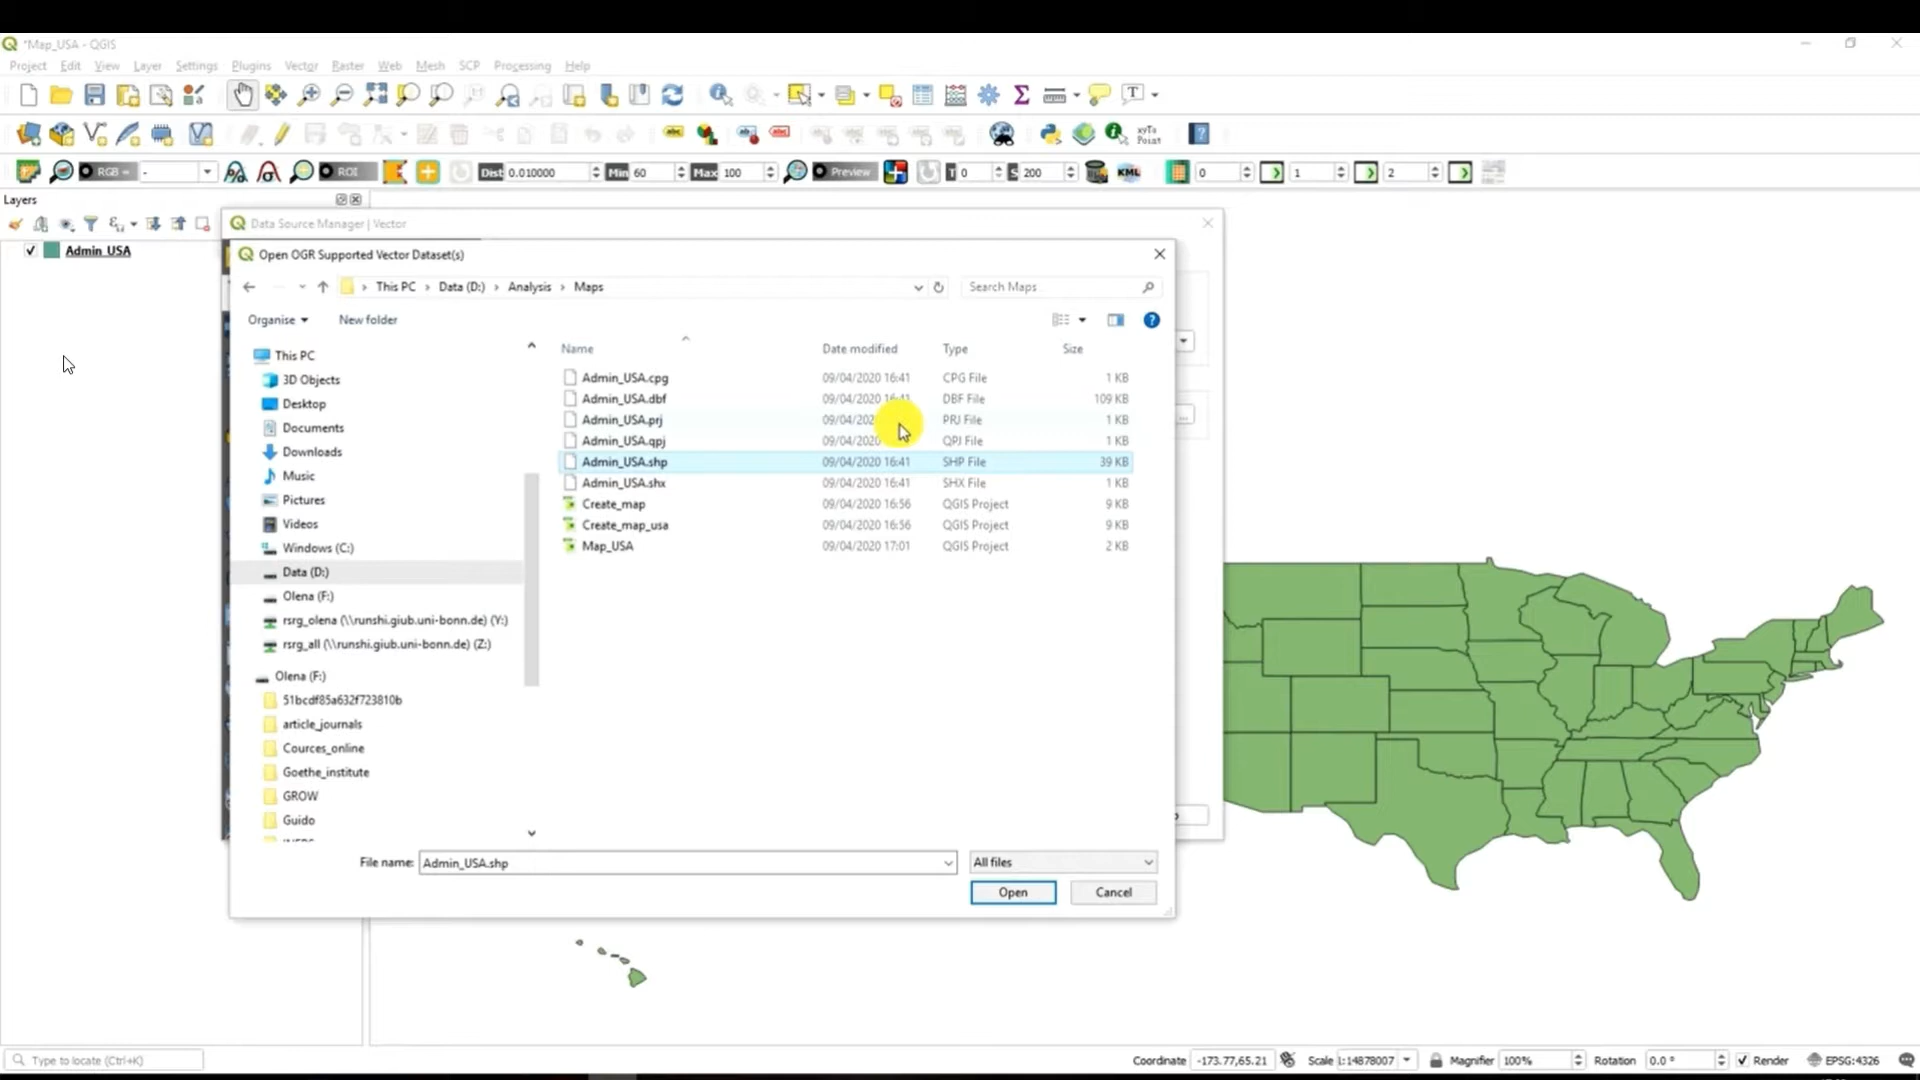 *Map_USA - QGIS
Project Edit View Layer Settings Plugins Vector Raster Web Mesh SCP Processing Help
RGB = - ROI Dist 0.010000 Min 60 Max 100 Preview T 0 S 200 KML 0 1 2
xyTo
Point
Layers
Data Source Manager | Vector
Admin_USA
Open OGR Supported Vector Dataset(s)
This PC > Data (D:) > Analysis > Maps
Search Maps
Organise
New folder
This PC
3D Objects
Desktop
Documents
Downloads
Music
Pictures
Videos
Windows (C:)
Data (D:)
Olena (F:)
rsrg_olena (\\runshi.giub.uni-bonn.de) (Y:)
rsrg_all (\\runshi.giub.uni-bonn.de) (Z:)
Olena (F:)
51bcdf85a632f723810b
article_journals
Cources_online
Goethe_institute
GROW
Guido
Name Date modified Type Size
Admin_USA.cpg 09/04/2020 16:41 CPG File 1 KB
Admin_USA.dbf 09/04/2020 16:41 DBF File 109 KB
Admin_USA.prj 09/04/202 PRJ File 1 KB
Admin_USA.qpj 09/04/2020 QPJ File 1 KB
Admin_USA.shp 09/04/2020 16:41 SHP File 39 KB
Admin_USA.shx 09/04/2020 16:41 SHX File 1 KB
Create_map 09/04/2020 16:56 QGIS Project 9 KB
Create_map_usa 09/04/2020 16:56 QGIS Project 9 KB
Map_USA 09/04/2020 17:01 QGIS Project 2 KB
File name: Admin_USA.shp All files
Open Cancel
Type to locate (Ctrl+K)
Coordinate -173.77,65.21 Scale 1:14878007 Magnifier 100% Rotation 0.0 ° Render EPSG:4326